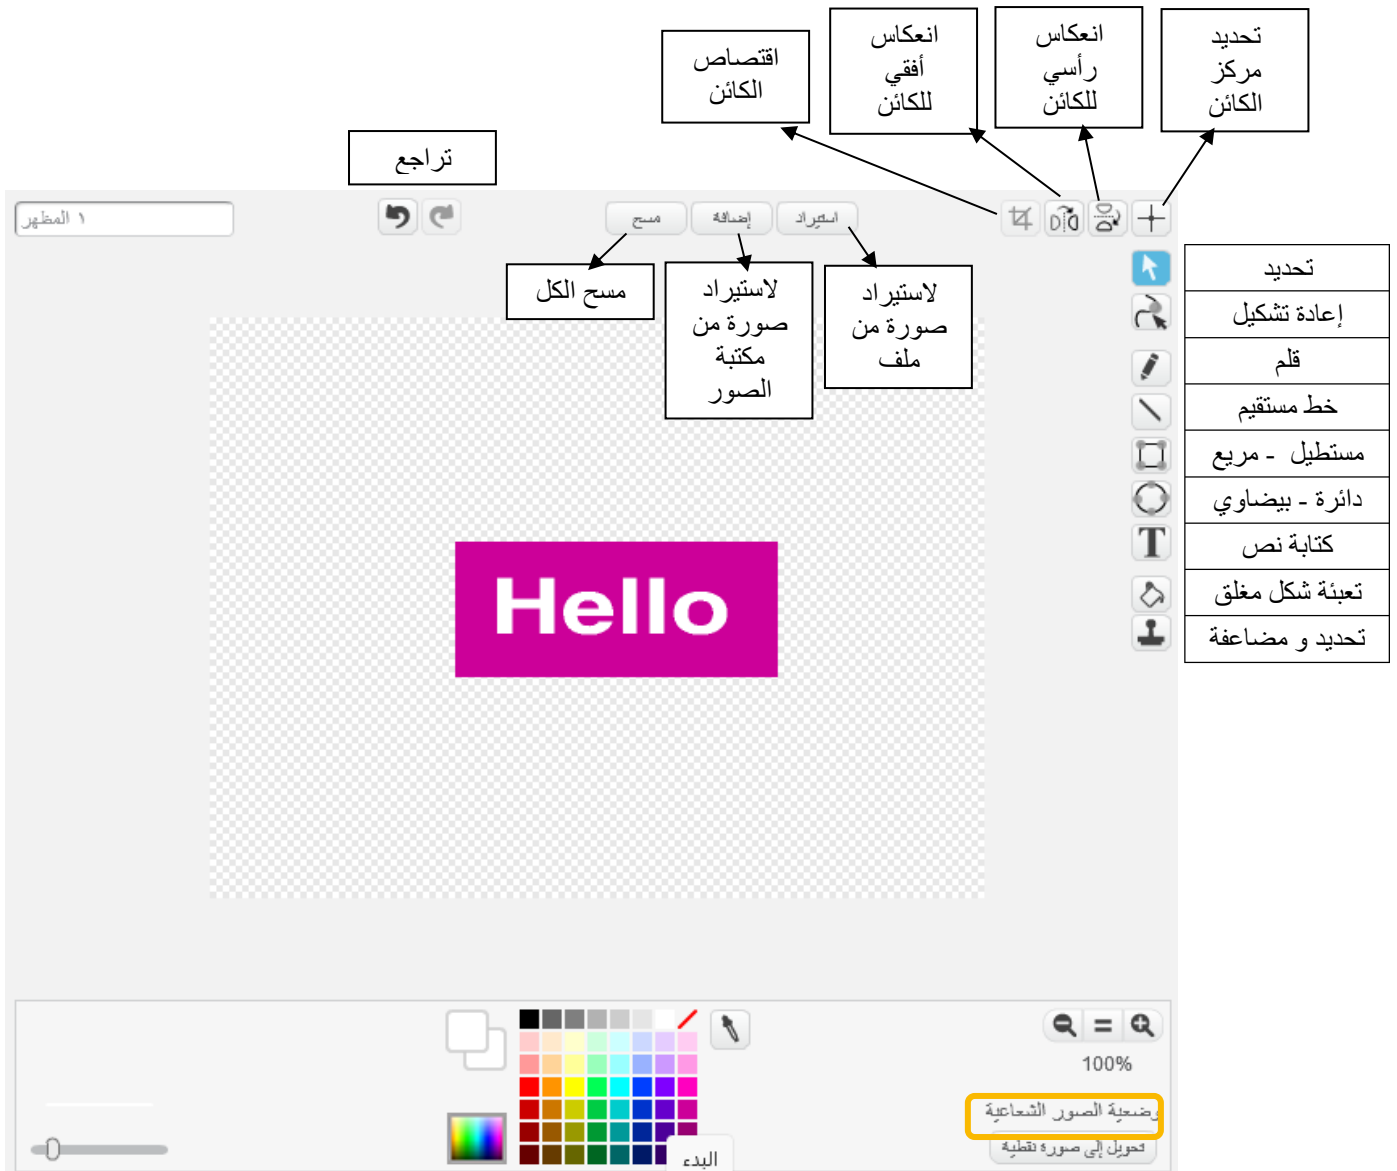 تحديد
مركز
الكائن
انعكاس
رأسي
للكائن
انعكاس
أفقي
للكائن
اقتصاص
الكائن
تراجع
١ المظهر
استيراد
إضافة
مسح
لاستيراد
صورة من
ملف
لاستيراد
صورة من
مكتبة
الصور
مسح الكل
تحديد
إعادة تشكيل
قلم
خط مستقيم
مستطيل - مربع
دائرة - بيضاوي
T
كتابة نص
تعبئة شكل مغلق
تحديد و مضاعفة
Hello
100%
وضعية الصور الشعاعية
تحويل إلى صورة نقطية
البدء